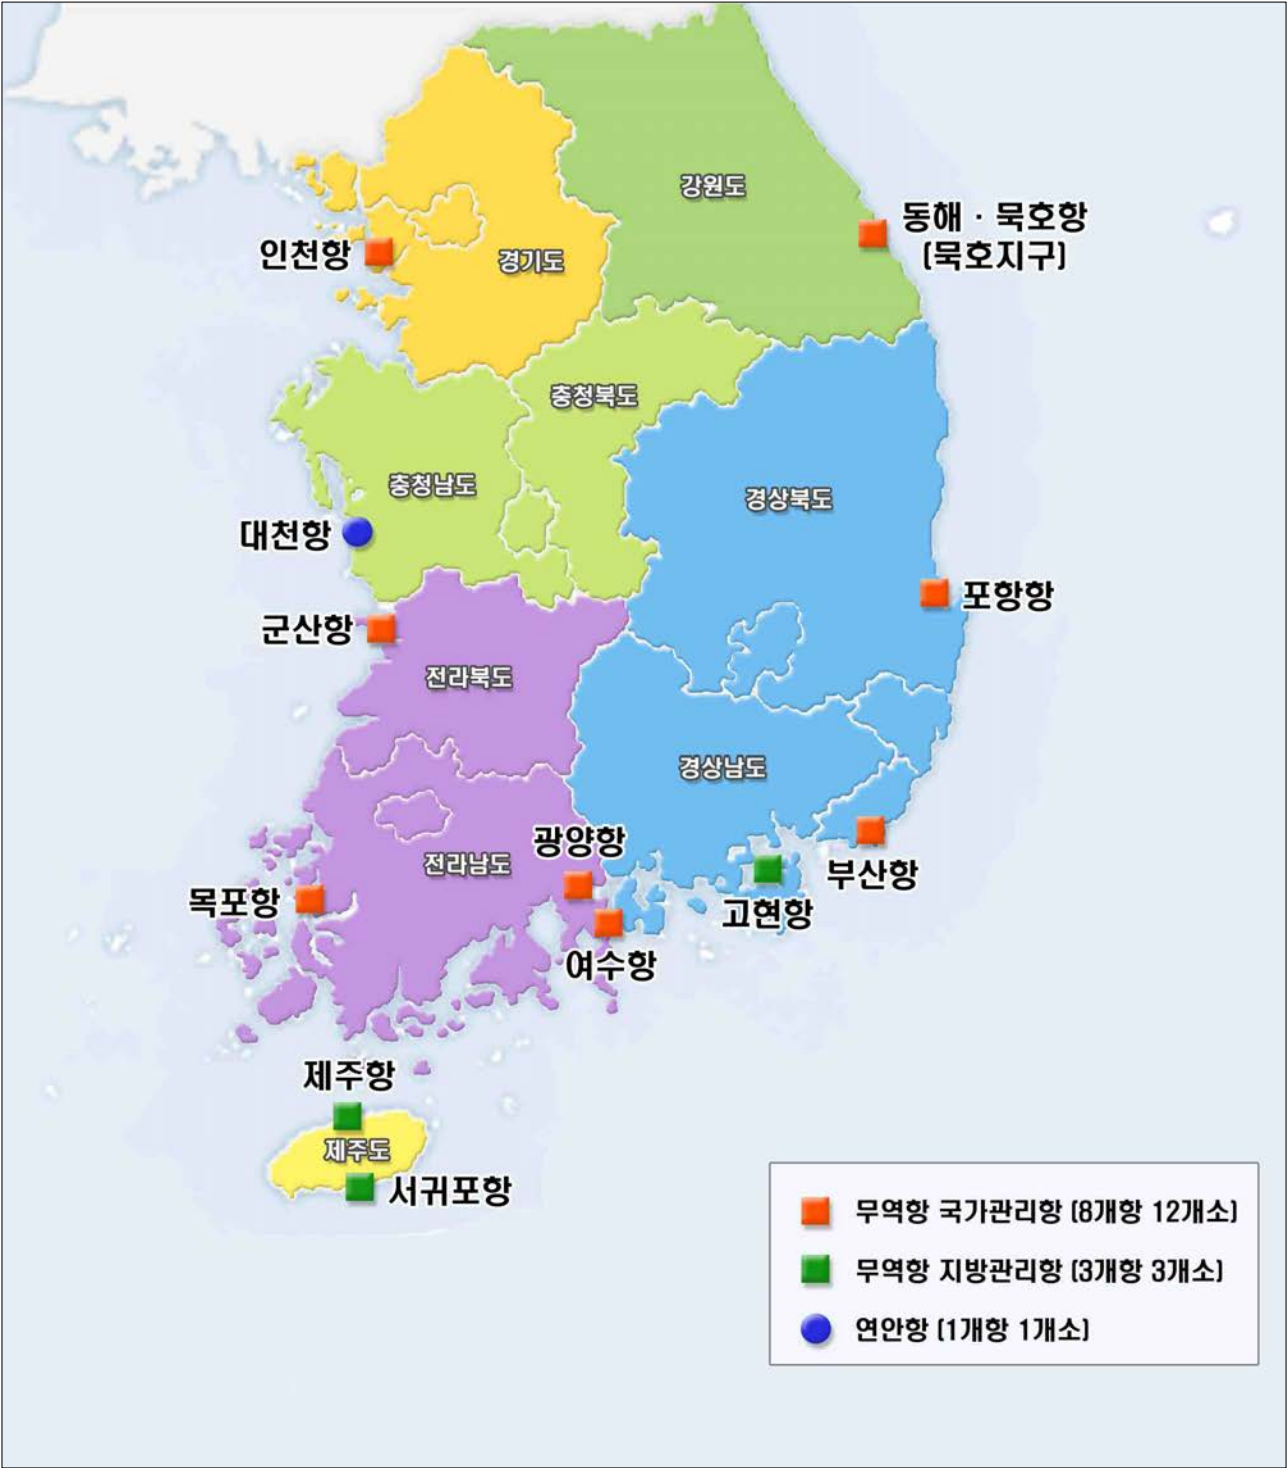 강원도
동해 · 묵호항
(묵호지구)
인천항
경기도
충청북도
충청남도
경상북도
대천항
포항항
군산항
전라북도
경상남도
광양항
전라남도
부산항
목포항
고현항
여수항
제주항
제주도
서귀포항
무역항 국가관리항 (8개항 12개소)
무역항 지방관리항 (3개항 3개소)
연안항 (1개항 1개소)